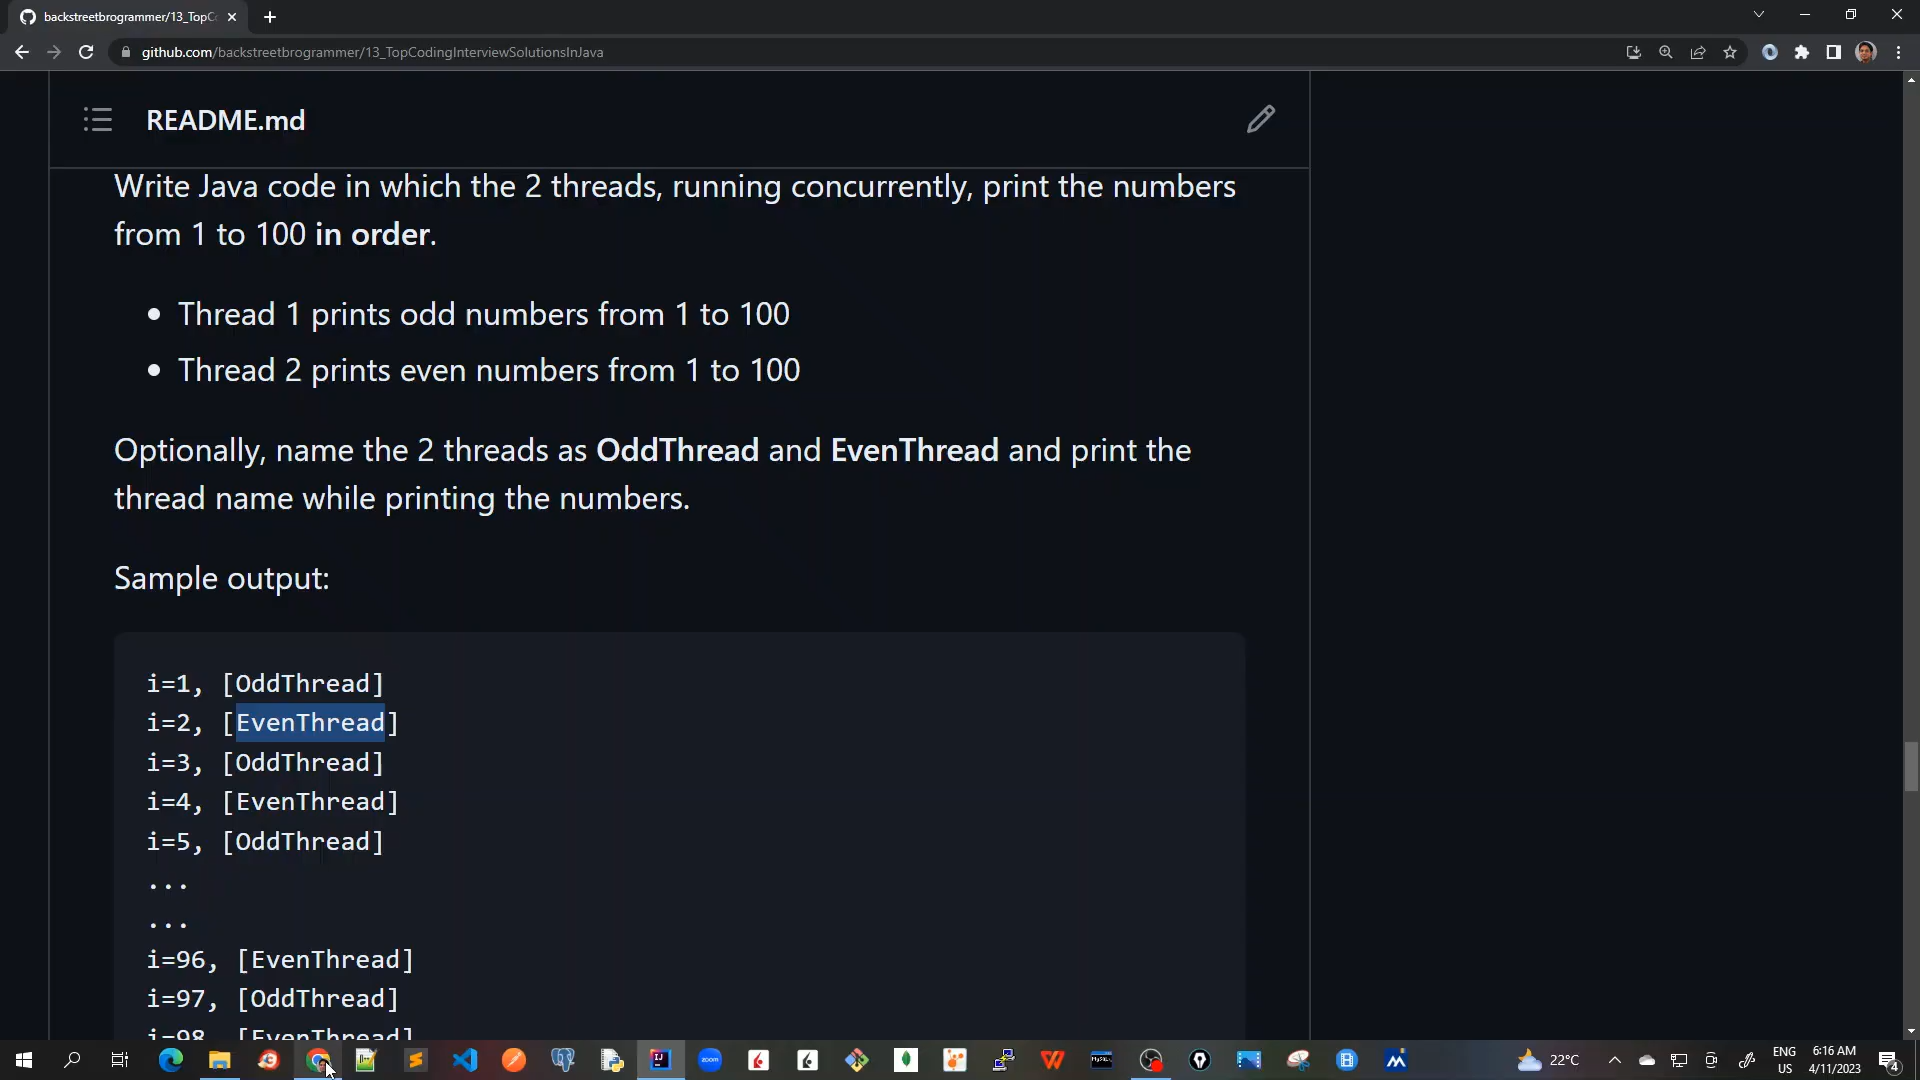 backstreetbrogrammer/13_TopCo
github.com/backstreetbrogrammer/13_TopCodingInterviewSolutionsInJava
README.md
Write Java code in which the 2 threads, running concurrently, print the numbers
from 1 to 100 in order.
• Thread 1 prints odd numbers from 1 to 100
• Thread 2 prints even numbers from 1 to 100
Optionally, name the 2 threads as OddThread and EvenThread and print the
thread name while printing the numbers.
Sample output:
i=1, [OddThread]
i=2, [EvenThread]
i=3, [OddThread]
i=4, [EvenThread]
i=5, [OddThread]
...
...
i=96, [EvenThread]
i=97, [OddThread]
i=98, [EvenThread]
22°C
ENG
US
6:16 AM
4/11/2023
4